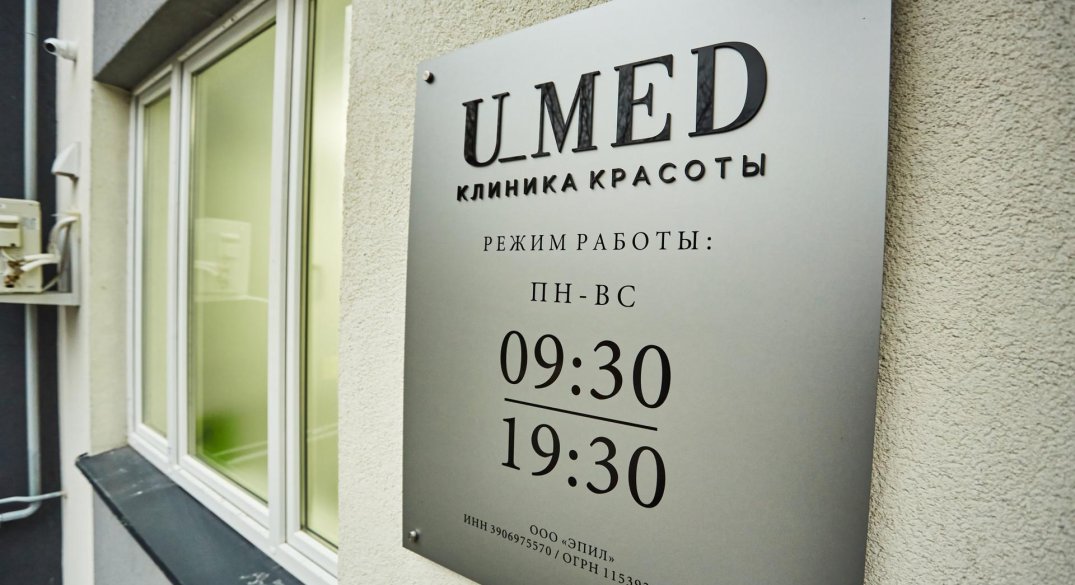 U_MED
КЛИНИКА КРАСОТЫ
РЕЖИМ РАБОТЫ:
ПН-ВС
09:30
19:30
ООО «ЭПИЛ»
ИНН 3906975570 / ОГРН